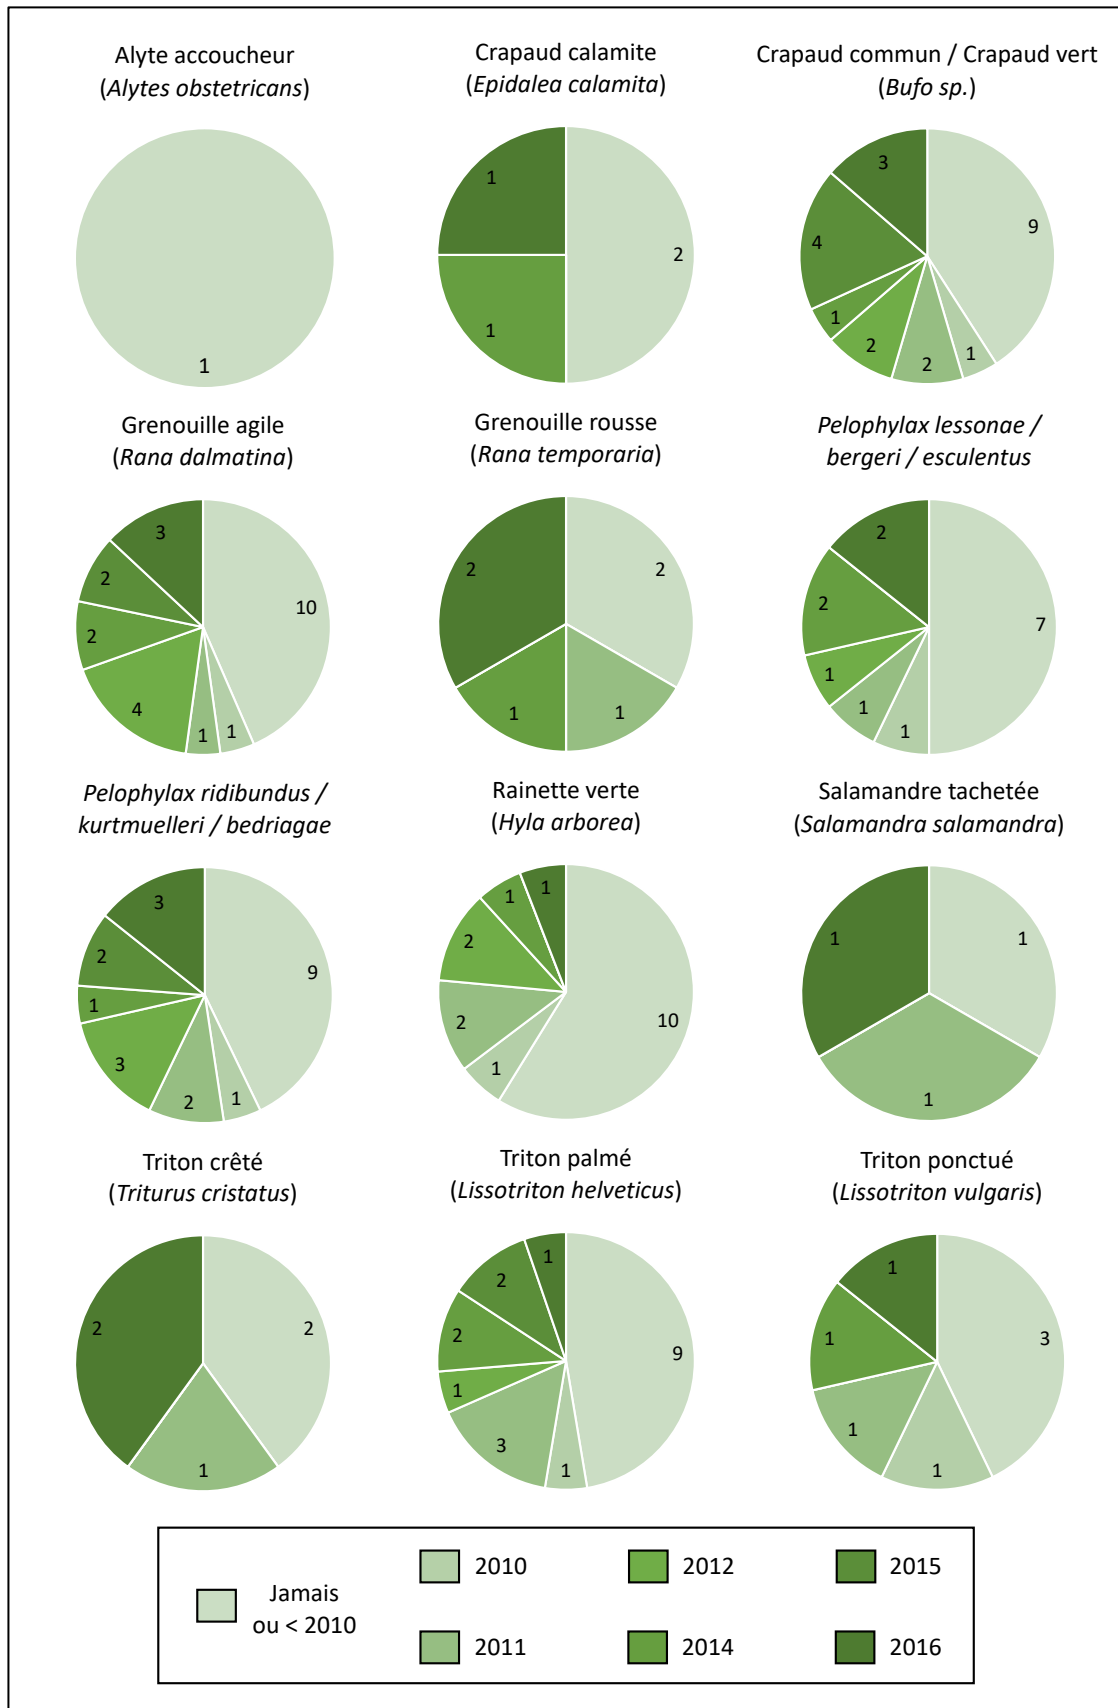 Alyte accoucheur
(Alytes obstetricans)
1
Crapaud calamite
(Epidalea calamita)
1
2
1
Crapaud commun / Crapaud vert
(Bufo sp.)
3
9
4
1
2
2
1
Grenouille agile
(Rana dalmatina)
3
10
2
2
4
1
1
Grenouille rousse
(Rana temporaria)
2
2
1
1
Pelophylax lessonae /
bergeri / esculentus
2
7
2
1
1
1
Pelophylax ridibundus /
kurtmuelleri / bedriagae
3
9
2
1
3
2
1
Rainette verte
(Hyla arborea)
1
1
2
10
2
1
Salamandre tachetée
(Salamandra salamandra)
1
1
1
Triton crêté
(Triturus cristatus)
2
2
1
Triton palmé
(Lissotriton helveticus)
1
2
9
2
1
3
1
Triton ponctué
(Lissotriton vulgaris)
1
3
1
1
1
Jamais
ou < 2010
2010
2012
2015
2011
2014
2016